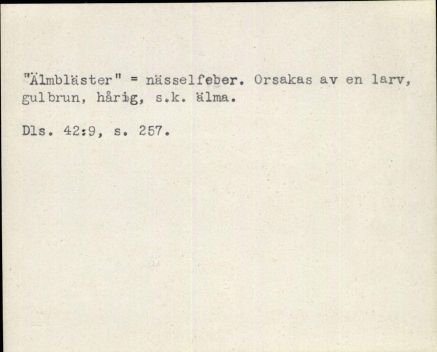 "Älmbläster" = nässelfeber. Orsakas av en larv,
gulbrun, hårig, s.k. älma.
Dls. 42:9, s. 257.